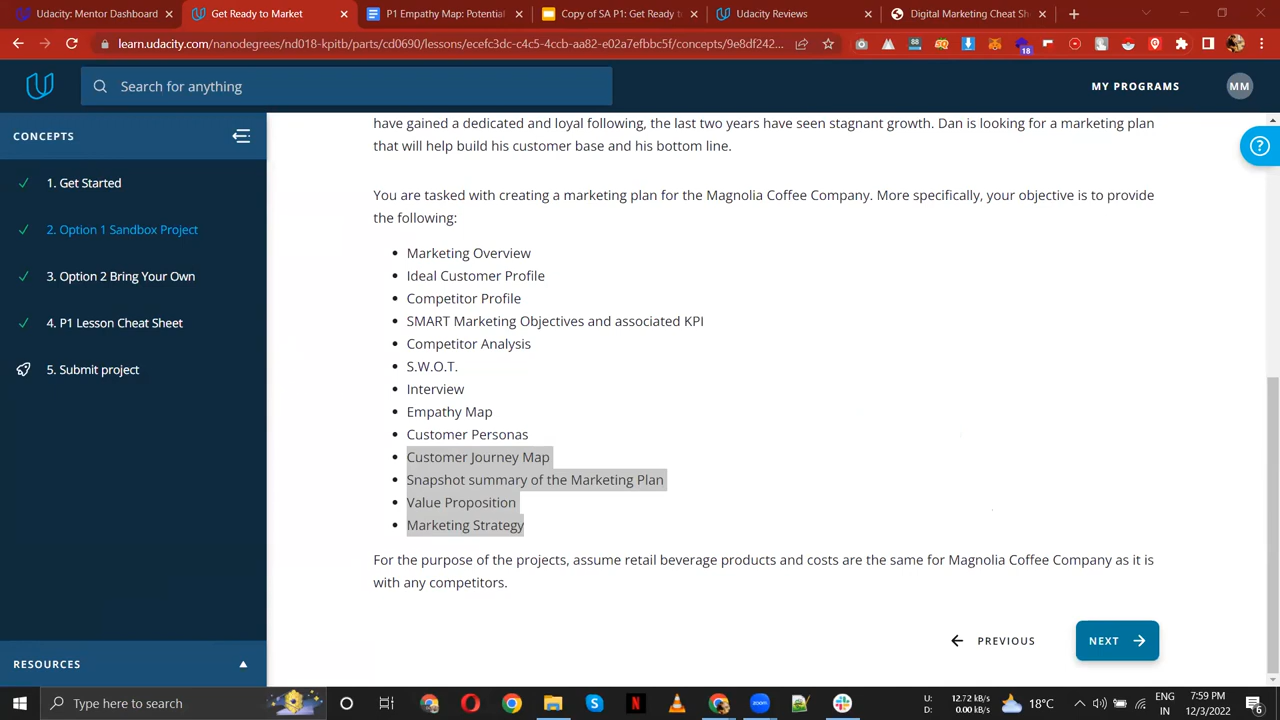 Udacity: Mentor Dashboard
Get Ready to Market
P1 Empathy Map: Potential
Copy of SA P1: Get Ready to
Udacity Reviews
Digital Marketing Cheat Sh
learn.udacity.com/nanodegrees/nd018-kpitb/parts/cd0690/lessons/ecefc3dc-c4c5-4ccb-aa82-e02a7efbbc5f/concepts/9e8df242...
18
Search for anything
MY PROGRAMS
MM
CONCEPTS
1. Get Started
2. Option 1 Sandbox Project
3. Option 2 Bring Your Own
4. P1 Lesson Cheat Sheet
5. Submit project
RESOURCES
have gained a dedicated and loyal following, the last two years have seen stagnant growth. Dan is looking for a marketing plan
that will help build his customer base and his bottom line.
You are tasked with creating a marketing plan for the Magnolia Coffee Company. More specifically, your objective is to provide
the following:
Marketing Overview
Ideal Customer Profile
Competitor Profile
SMART Marketing Objectives and associated KPI
Competitor Analysis
S.W.O.T.
Interview
Empathy Map
Customer Personas
Customer Journey Map
Snapshot summary of the Marketing Plan
Value Proposition
Marketing Strategy
For the purpose of the projects, assume retail beverage products and costs are the same for Magnolia Coffee Company as it is
with any competitors.
PREVIOUS
NEXT
Type here to search
U: 12.72 kB/s
D: 0.00 kB/s
18°C
ENG
IN
7:59 PM
12/3/2022
6